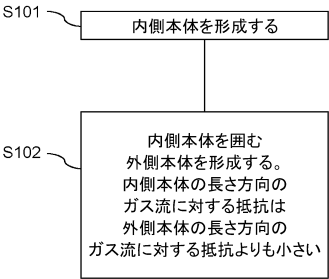 S101
内側本体を形成する
S102
内側本体を囲む
外側本体を形成する。
内側本体の長さ方向の
ガス流に対する抵抗は
外側本体の長さ方向の
ガス流に対する抵抗よりも小さい